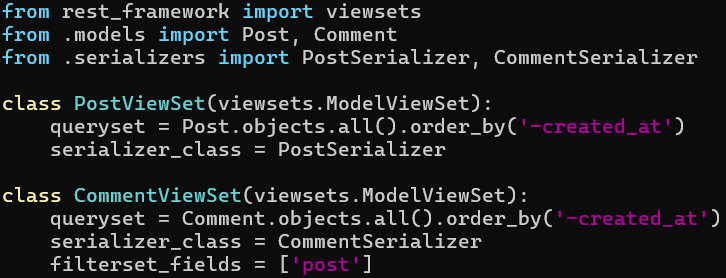 from rest_framework import viewsets
from .models import Post, Comment
from .serializers import PostSerializer, CommentSerializer

class PostViewSet(viewsets.ModelViewSet):
    queryset = Post.objects.all().order_by('-created_at')
    serializer_class = PostSerializer

class CommentViewSet(viewsets.ModelViewSet):
    queryset = Comment.objects.all().order_by('-created_at')
    serializer_class = CommentSerializer
    filterset_fields = ['post']